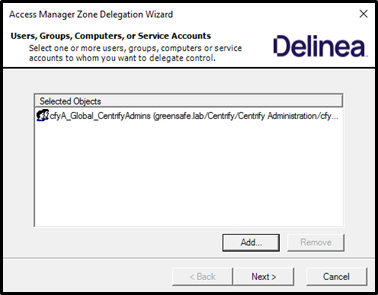 Access Manager Zone Delegation Wizard
Users, Groups, Computers, or Service Accounts
Select one or more users, groups, computers or service
accounts to whom you want to delegate control.
Delinea
Selected Objects
cfyA_Global_CentrifyAdmins (greensafe.lab/Centrify/Centrify Administration/cfy...
Add...
Remove
< Back
Next >
Cancel